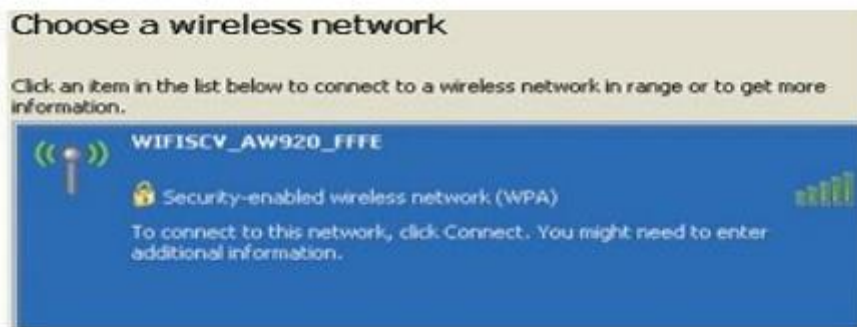 Choose a wireless network
Click an item in the list below to connect to a wireless network in range or to get more
information.
WIFISCV_AW920_FFFE
Security-enabled wireless network (WPA)
To connect to this network, click Connect. You might need to enter
additional information.